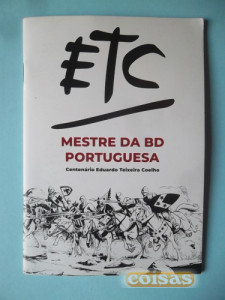 ETC
MESTRE DA BD
PORTUGUESA
Centenário Eduardo Teixeira Coelho
coisas